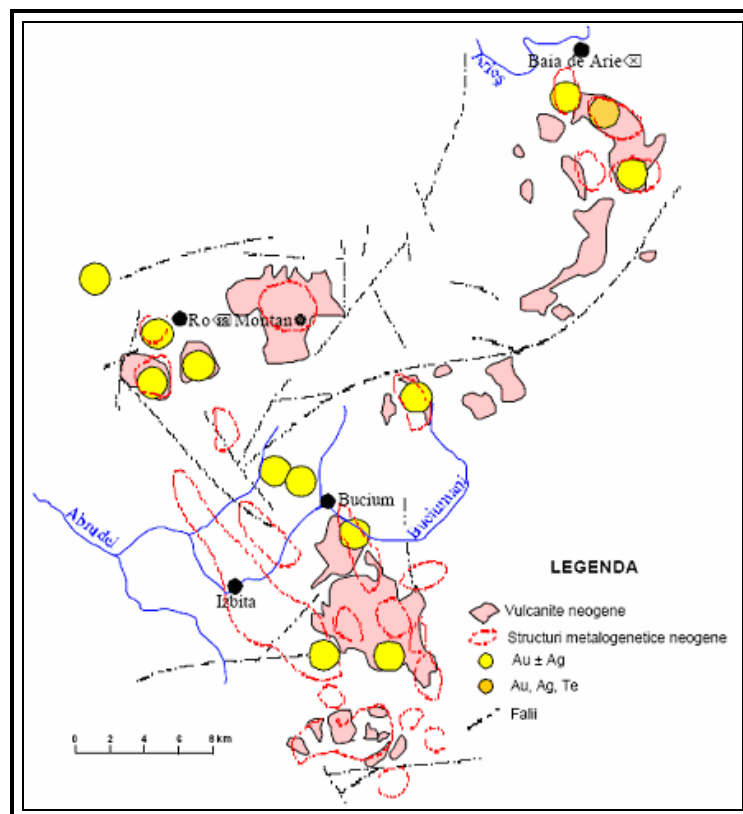 Baia de Arie
Arieş
Ro Montan
Bucium
Buciumani
Abrudel
Izbita
LEGENDA
Vulcanite neogene
Structuri metalogenetice neogene
Au ± Ag
Au, Ag, Te
Falii
0 2 4 6 8 km